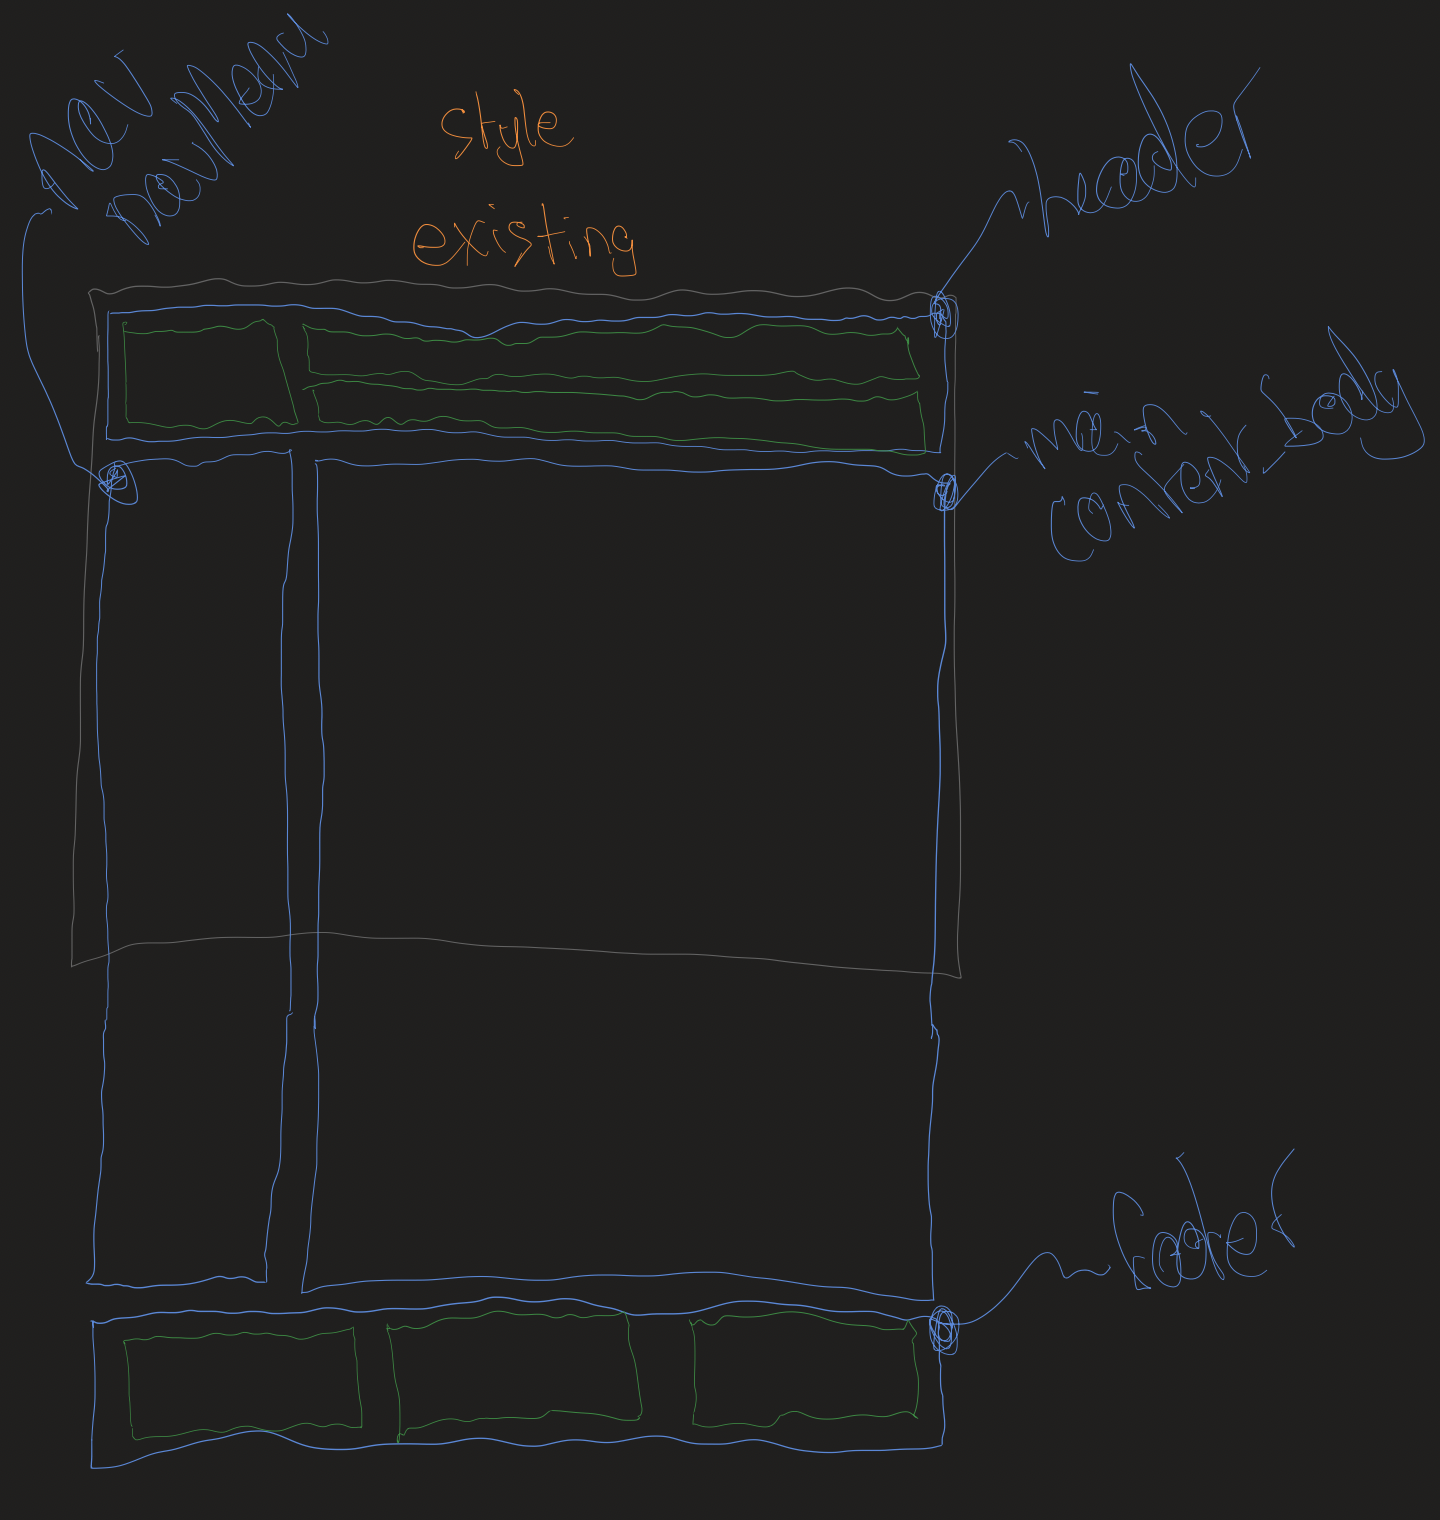 nav
navMenu
style
existing
header
main
content_body
footer